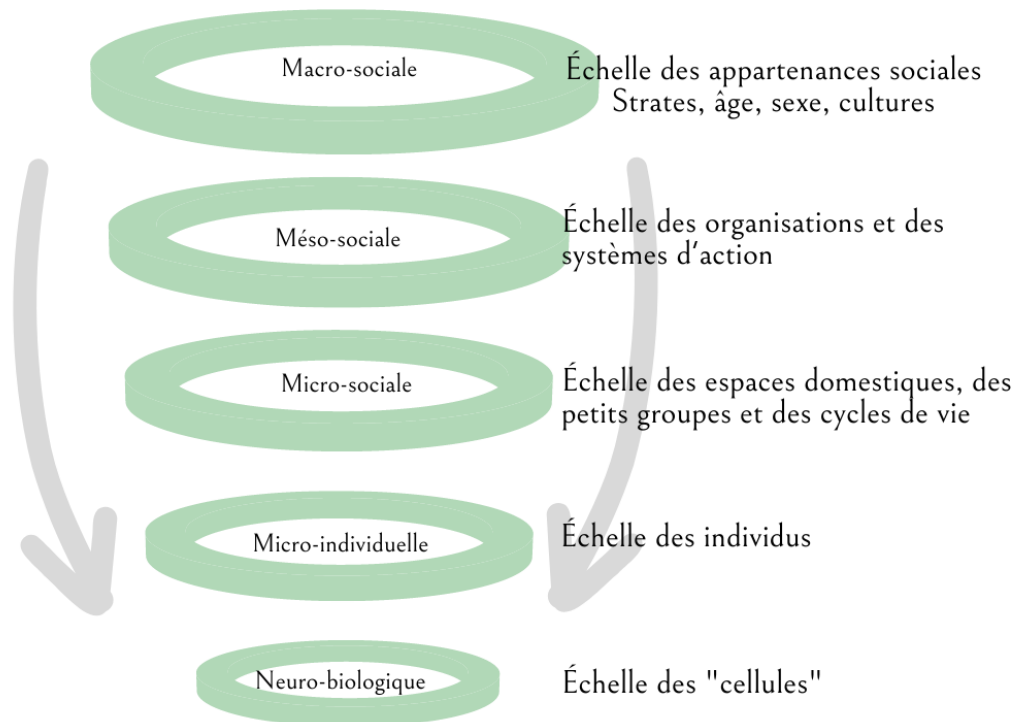 Macro-sociale
Échelle des appartenances sociales
Strates, âge, sexe, cultures
Méso-sociale
Échelle des organisations et des
systèmes d'action
Micro-sociale
Échelle des espaces domestiques, des
petits groupes et des cycles de vie
Micro-individuelle
Échelle des individus
Neuro-biologique
Échelle des "cellules"